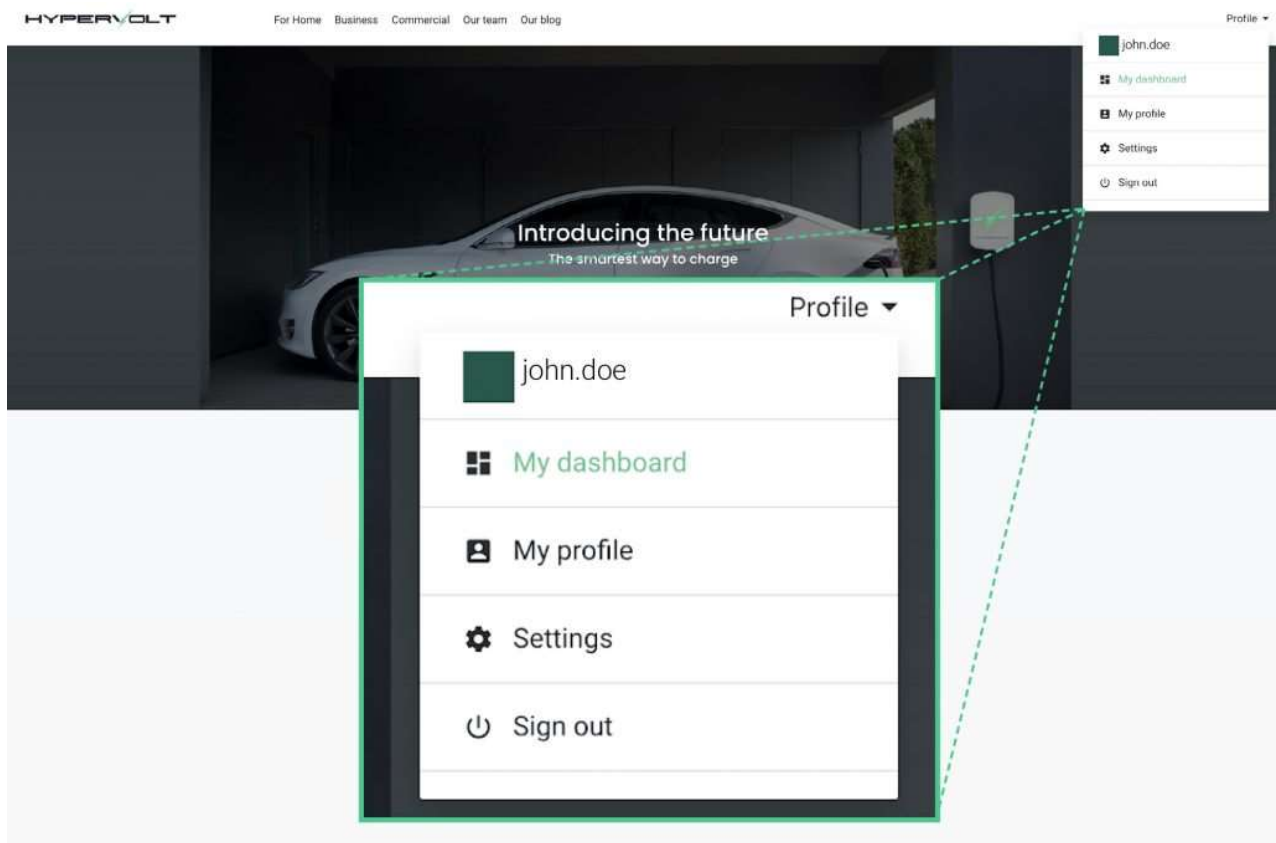 HYPERVOLT
For Home Business Commercial Our team Our blog
Profile
john.doe
My dashboard
My profile
Settings
Sign out
Introducing the future
The smartest way to charge
Profile
john.doe
My dashboard
My profile
Settings
Sign out